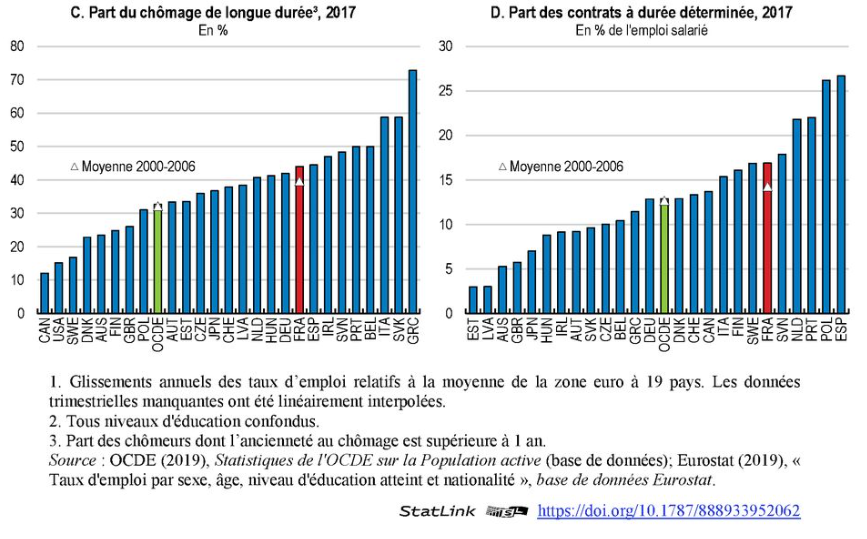 C. Part du chômage de longue durée³, 2017
En %
80
70
60
50
40
30
20
10
0
△ Moyenne 2000-2006
CAN USA SWE DNK AUS FIN GBR POL OCDE AUT EST CZE JPN CHE LVA NLD HUN DEU FRA ESP IRL SVN PRT BEL ITA SVK GRC
D. Part des contrats à durée déterminée, 2017
En % de l'emploi salarié
30
25
20
15
10
5
0
△ Moyenne 2000-2006
EST LVA AUS GBR JPN HUN IRL AUT SVK CZE BEL GRC DEU OCDE DNK CHE CAN ITA FIN SWE FRA SVN NLD PRT POL ESP
1. Glissements annuels des taux d'emploi relatifs à la moyenne de la zone euro à 19 pays. Les données
trimestrielles manquantes ont été linéairement interpolées.
2. Tous niveaux d'éducation confondus.
3. Part des chômeurs dont l'ancienneté au chômage est supérieure à 1 an.
Source : OCDE (2019), Statistiques de l'OCDE sur la Population active (base de données); Eurostat (2019), «
Taux d'emploi par sexe, âge, niveau d'éducation atteint et nationalité », base de données Eurostat.
StatLink https://doi.org/10.1787/888933952062